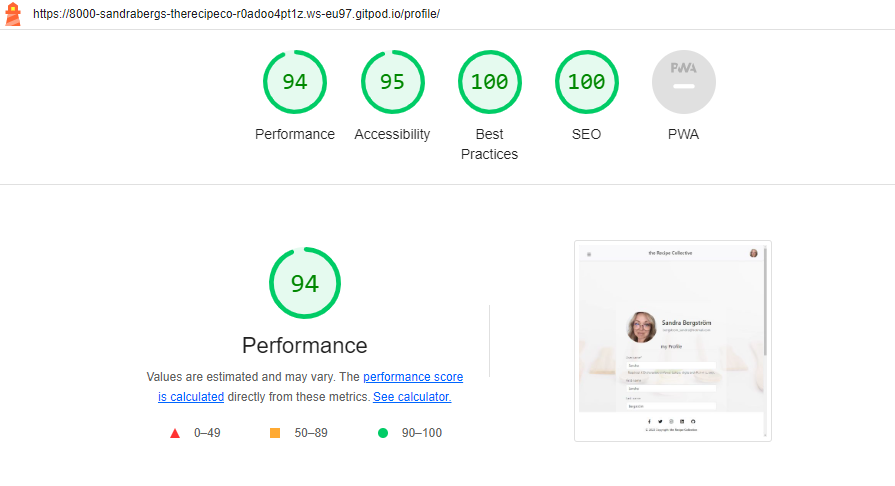 https://8000-sandrabergs-therecipeco-r0adoo4pt1z.ws-eu97.gitpod.io/profile/
94
95
100
100
PWA
Performance
Accessibility
Best
Practices
SEO
PWA
94
Performance
Values are estimated and may vary. The performance score
is calculated directly from these metrics. See calculator.
0–49
50–89
90–100
the Recipe Collective
Sandra Bergström
my Profile
Sandra
Sandra
Bergström